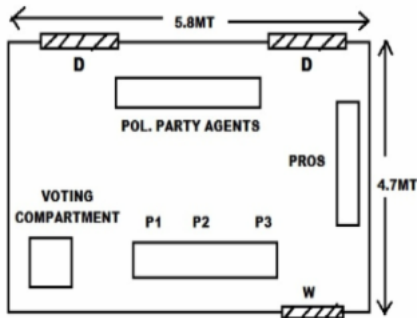 5.8MT
D D
POL. PARTY AGENTS
PROS
4.7MT
VOTING
COMPARTMENT
P1 P2 P3
W